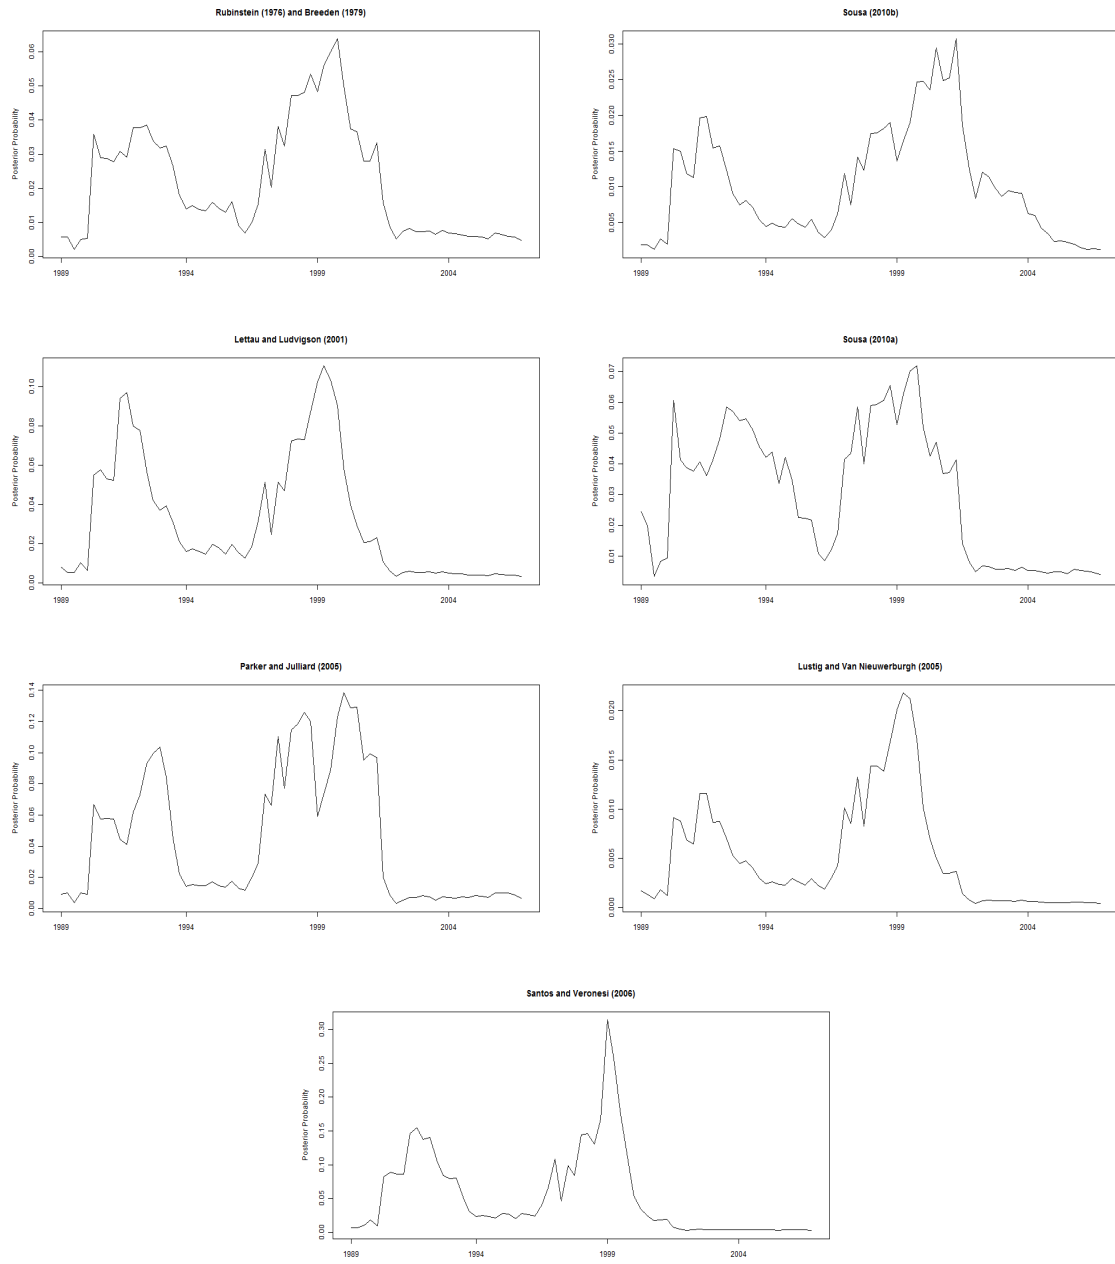 Rubinstein (1976) and Breeden (1979)
Posterior Probability
0.00 0.01 0.02 0.03 0.04 0.05 0.06
1989 1994 1999 2004
Sousa (2010b)
Posterior Probability
0.005 0.010 0.015 0.020 0.025 0.030
1989 1994 1999 2004
Lettau and Ludvigson (2001)
Posterior Probability
0.00 0.02 0.04 0.06 0.08 0.10
1989 1994 1999 2004
Sousa (2010a)
Posterior Probability
0.01 0.02 0.03 0.04 0.05 0.06 0.07
1989 1994 1999 2004
Parker and Julliard (2005)
Posterior Probability
0.00 0.02 0.04 0.06 0.08 0.10 0.12 0.14
1989 1994 1999 2004
Lustig and Van Nieuwerburgh (2005)
Posterior Probability
0.000 0.005 0.010 0.015 0.020
1989 1994 1999 2004
Santos and Veronesi (2006)
Posterior Probability
0.00 0.05 0.10 0.15 0.20 0.25 0.30
1989 1994 1999 2004